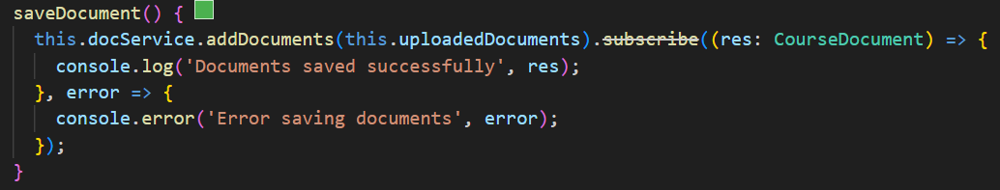 saveDocument() {
  this.docService.addDocuments(this.uploadedDocuments).subscribe((res: CourseDocument) => {
    console.log('Documents saved successfully', res);
  }, error => {
    console.error('Error saving documents', error);
  });
}